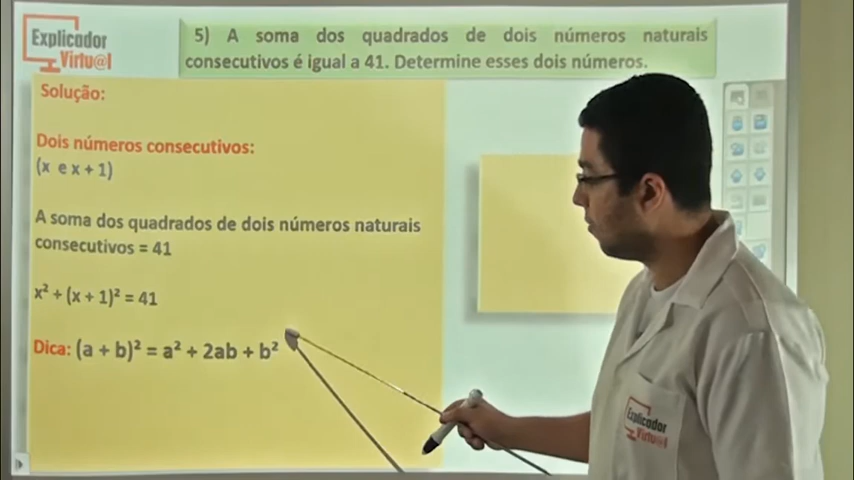 Explicador
Virtu@l
5) A soma dos quadrados de dois números naturais
consecutivos é igual a 41. Determine esses dois números.
Solução:
Dois números consecutivos:
(x e x + 1)
A soma dos quadrados de dois números naturais
consecutivos = 41
x² + (x + 1)² = 41
Dica: (a + b)² = a² + 2ab + b²
Explicador
Virtu@l